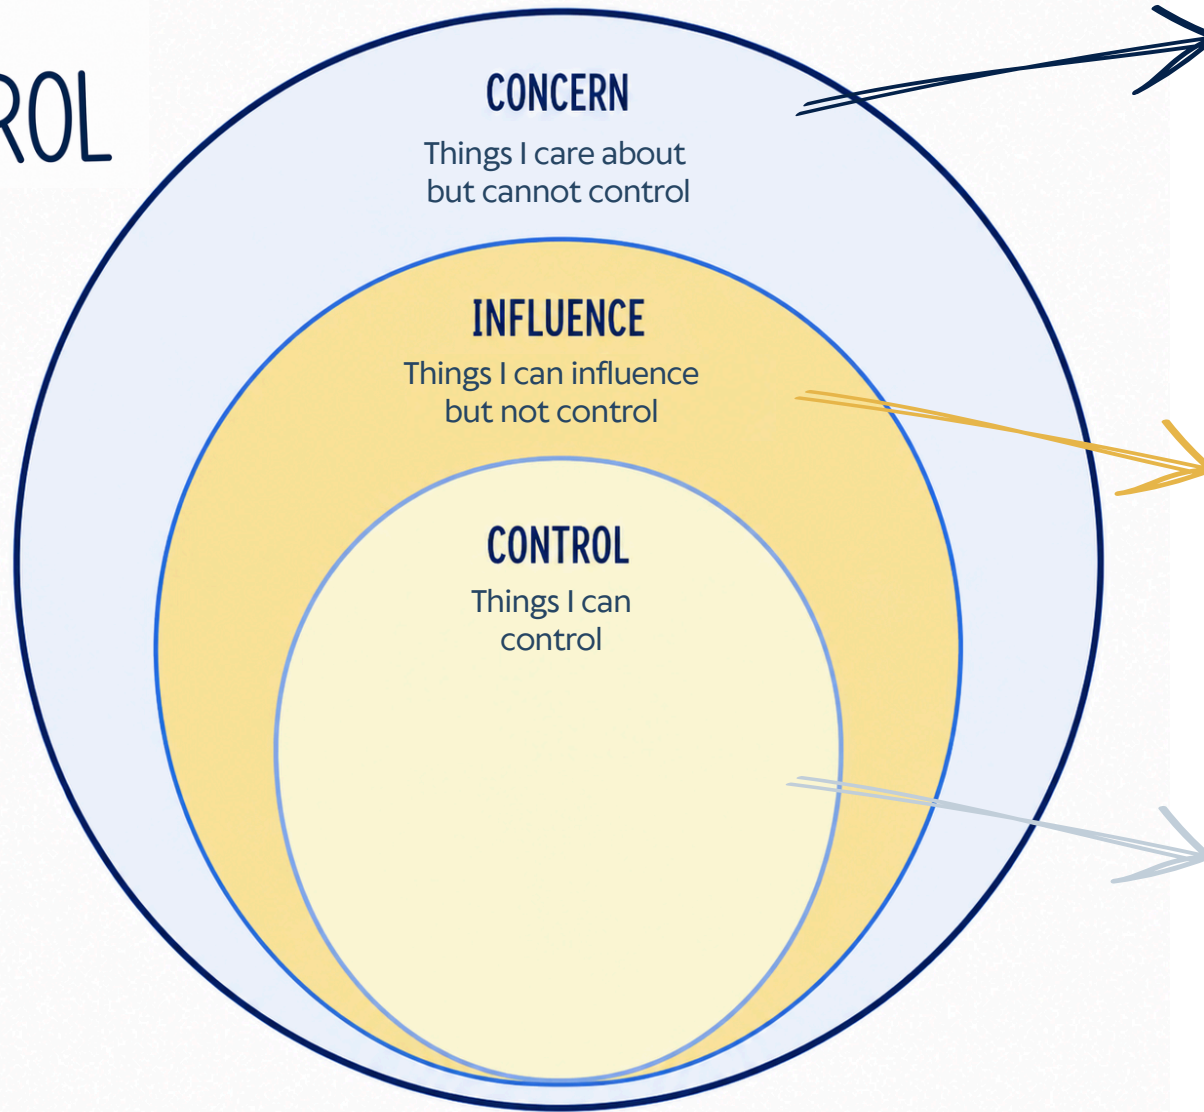 ROL
CONCERN
Things I care about
but cannot control
INFLUENCE
Things I can influence
but not control
CONTROL
Things I can
control